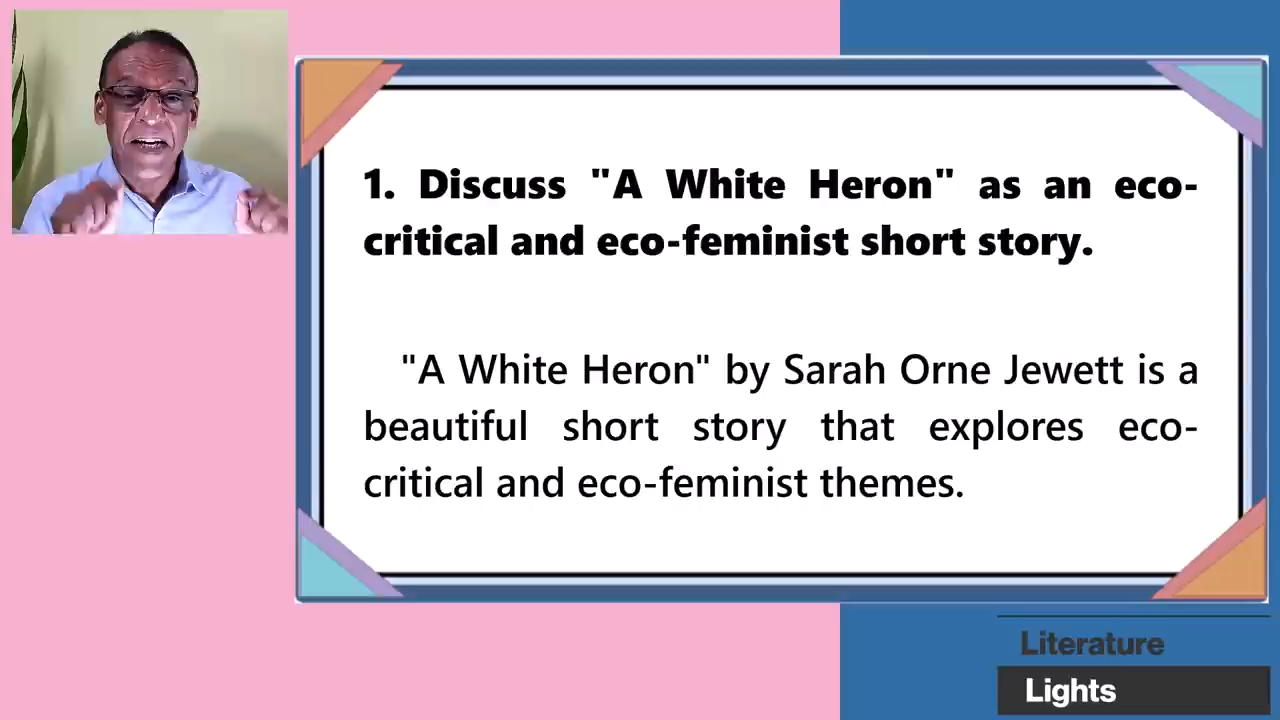 1. Discuss "A White Heron" as an eco-
critical and eco-feminist short story.
"A White Heron" by Sarah Orne Jewett is a
beautiful short story that explores eco-
critical and eco-feminist themes.
Literature
Lights